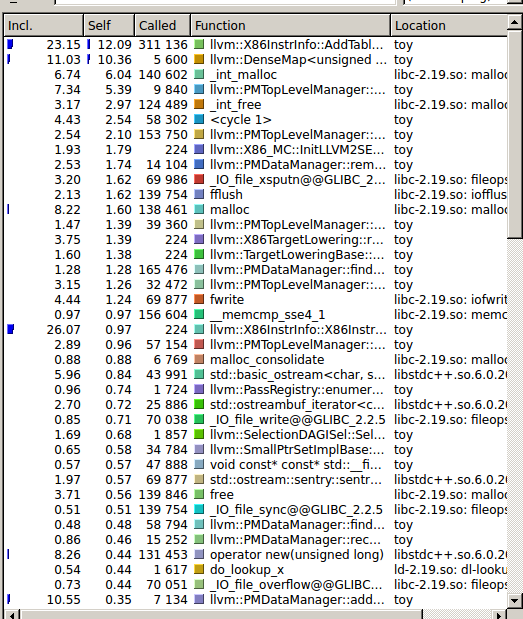 Incl. Self Called Function Location
23.15 12.09 311 136 llvm::X86InstrInfo::AddTabl... toy
11.03 10.36 5 600 llvm::DenseMap<unsigned ... toy
6.74 6.04 140 602 _int_malloc libc-2.19.so: malloc
7.34 5.39 9 840 llvm::PMTopLevelManager::... toy
3.17 2.97 124 489 _int_free libc-2.19.so: malloc
4.43 2.54 58 302 <cycle 1> toy
2.54 2.10 153 750 llvm::PMTopLevelManager::... toy
1.93 1.79 224 llvm::X86_MC::InitLLVM2SE... toy
2.53 1.74 14 104 llvm::PMDataManager::rem... toy
3.20 1.62 69 986 _IO_file_xsputn@@GLIBC_2... libc-2.19.so: fileops
2.13 1.62 139 754 fflush libc-2.19.so: iofflus
8.22 1.60 138 461 malloc libc-2.19.so: malloc
1.47 1.39 39 360 llvm::PMTopLevelManager::... toy
3.75 1.39 224 llvm::X86TargetLowering::r... toy
1.60 1.38 224 llvm::TargetLoweringBase::... toy
1.28 1.28 165 476 llvm::PMDataManager::find... toy
3.15 1.26 32 472 llvm::PMTopLevelManager::... toy
4.44 1.24 69 877 fwrite libc-2.19.so: iofwrit
0.97 0.97 156 604 __memcmp_sse4_1 libc-2.19.so: memc
26.07 0.97 224 llvm::X86InstrInfo::X86Instr... toy
2.89 0.96 57 154 llvm::PMTopLevelManager::... toy
0.88 0.88 6 769 malloc_consolidate libc-2.19.so: malloc
5.96 0.84 43 991 std::basic_ostream<char, s... libstdc++.so.6.0.20
0.96 0.74 1 724 llvm::PassRegistry::enumer... toy
2.70 0.72 25 886 std::ostreambuf_iterator<c... libstdc++.so.6.0.20
0.85 0.71 70 038 _IO_file_write@@GLIBC_2.2.5 libc-2.19.so: fileops
1.69 0.68 1 857 llvm::SelectionDAGISel::Sel... toy
0.65 0.58 34 784 llvm::SmallPtrSetImplBase:... toy
0.57 0.57 47 888 void const* const* std::__fi... toy
1.97 0.57 69 877 std::ostream::sentry::sentr... libstdc++.so.6.0.20
3.71 0.56 139 846 free libc-2.19.so: malloc
0.51 0.51 139 754 _IO_file_sync@@GLIBC_2.2.5 libc-2.19.so: fileops
0.48 0.48 58 794 llvm::PMDataManager::find... toy
0.86 0.46 15 252 llvm::PMDataManager::rec... toy
8.26 0.44 131 453 operator new(unsigned long) libstdc++.so.6.0.20
0.54 0.44 1 617 do_lookup_x ld-2.19.so: dl-looku
0.73 0.44 70 051 _IO_file_overflow@@GLIBC... libc-2.19.so: fileops
10.55 0.35 7 134 llvm::PMDataManager::add... toy